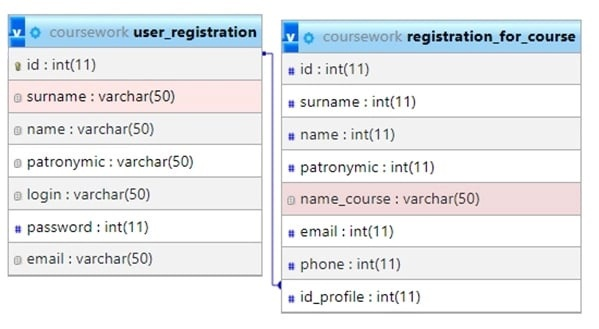 v coursework user_registration
id : int(11)
surname : varchar(50)
name : varchar(50)
patronymic : varchar(50)
login : varchar(50)
# password : int(11)
email : varchar(50)
v coursework registration_for_course
# id : int(11)
# surname : int(11)
# name : int(11)
# patronymic : int(11)
name_course : varchar(50)
# email : int(11)
# phone : int(11)
# id_profile : int(11)